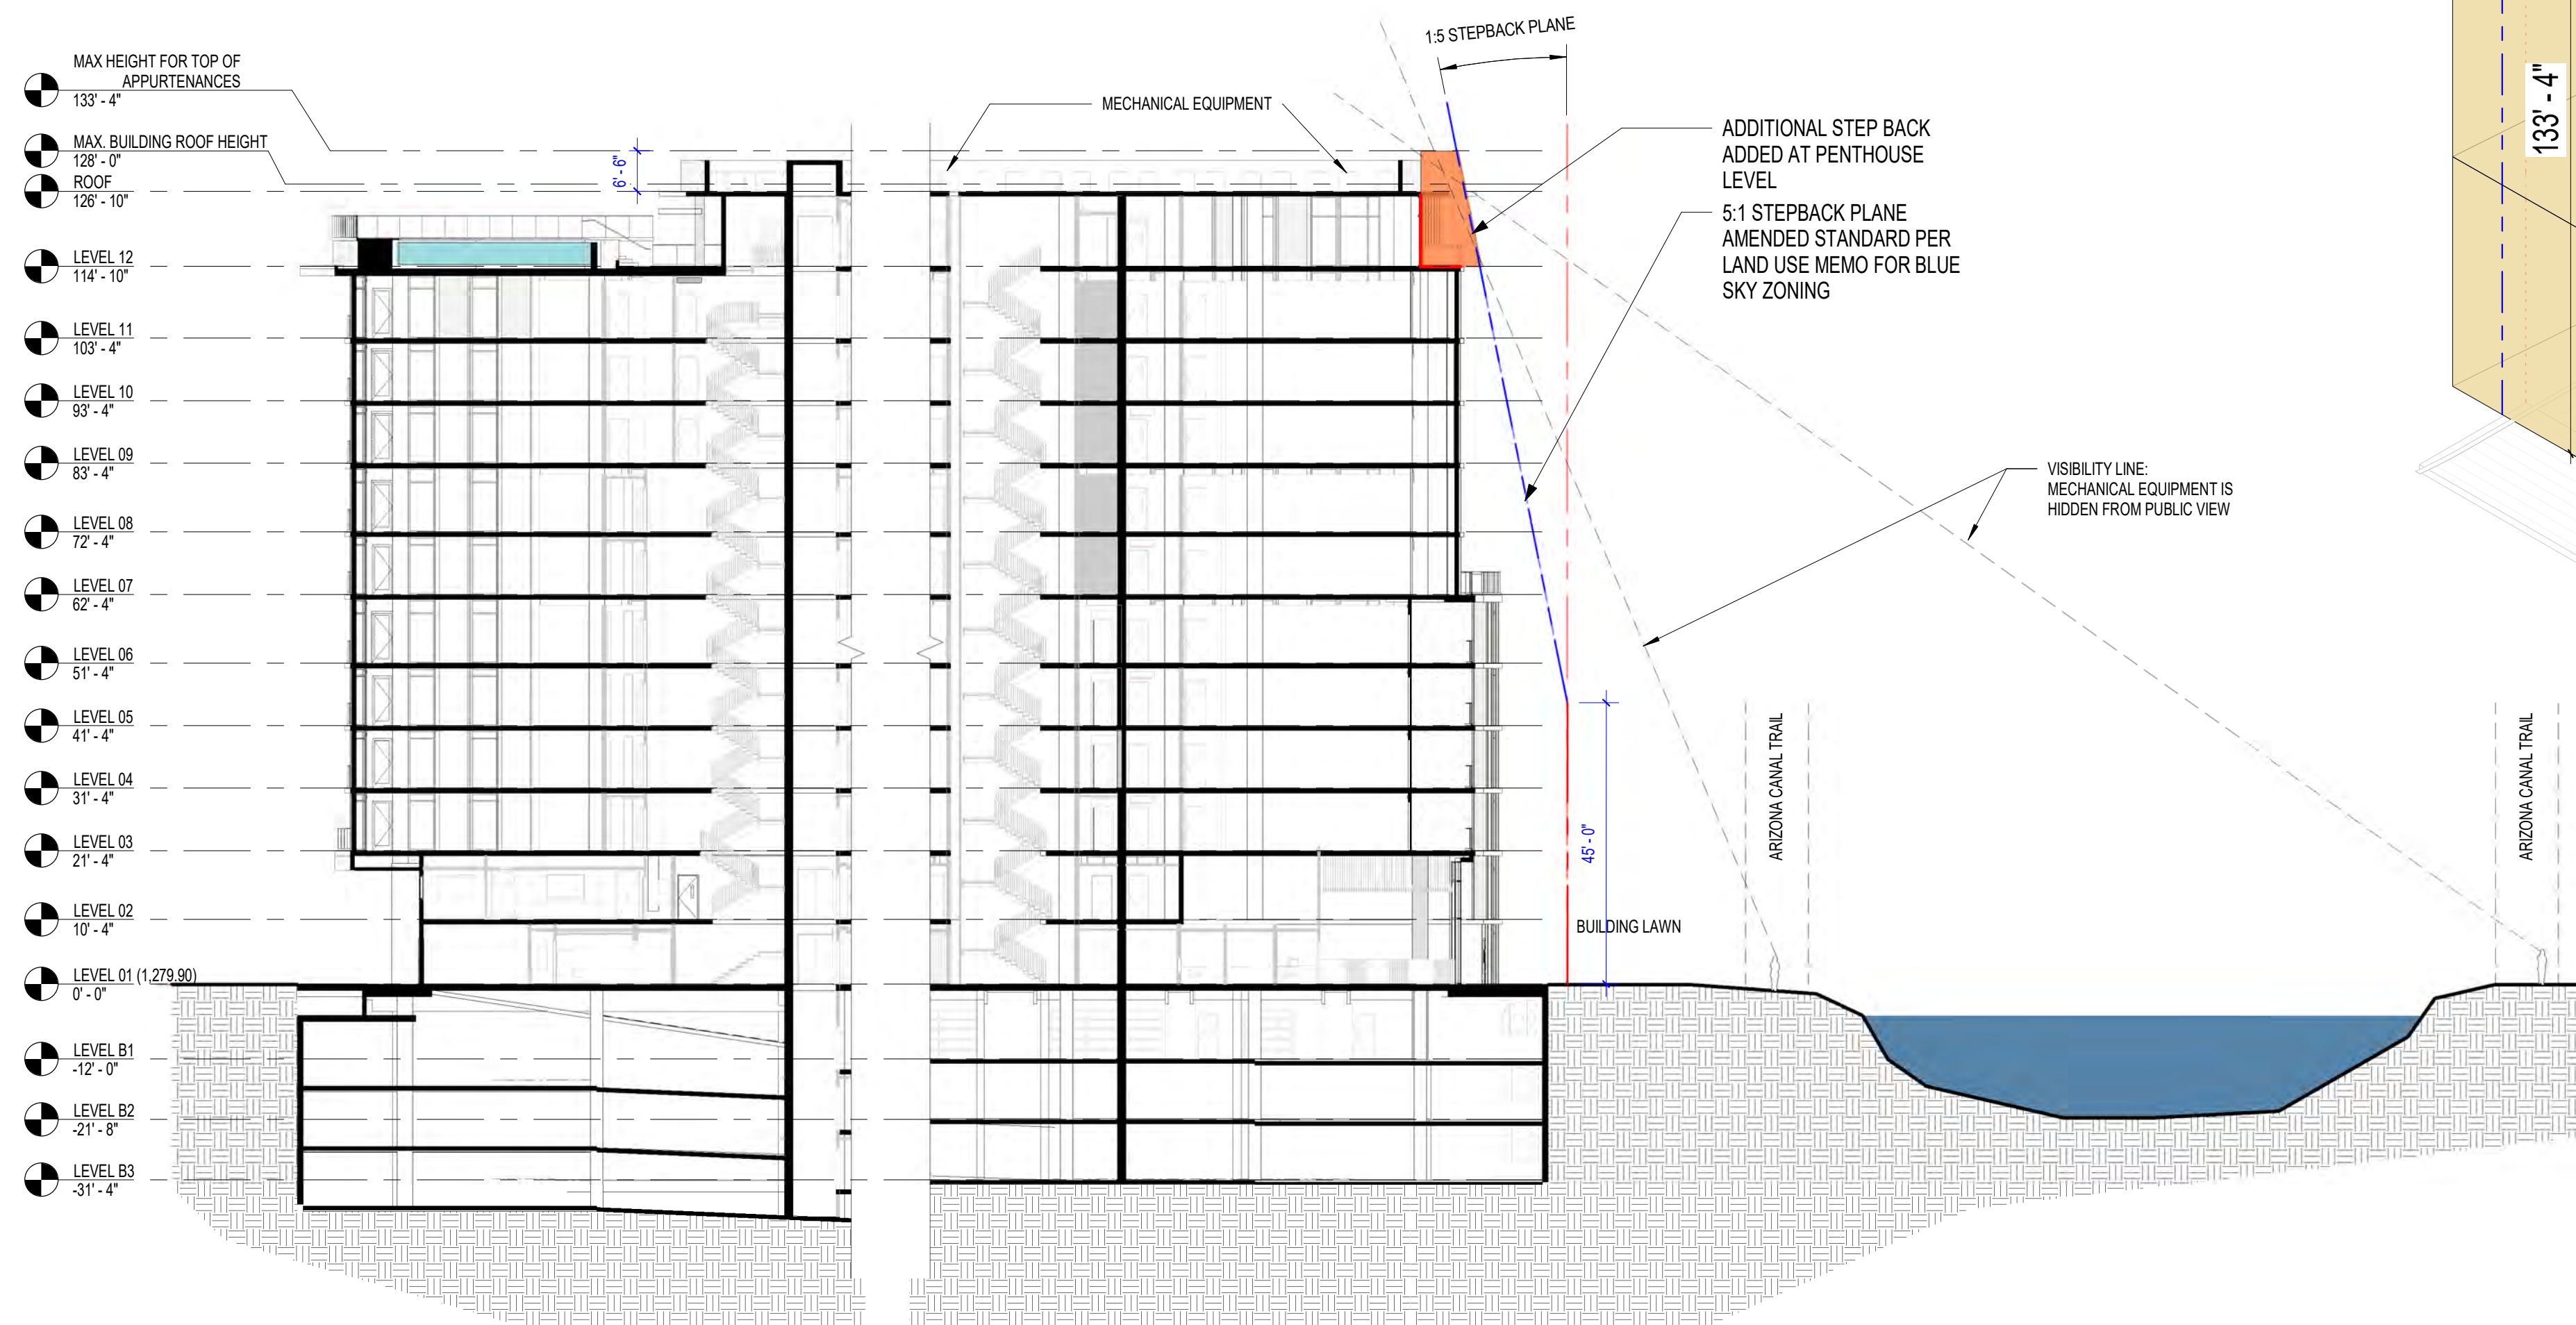 MAX HEIGHT FOR TOP OF
APPURTENANCES
133' - 4"
MAX. BUILDING ROOF HEIGHT
128' - 0"
ROOF
126' - 10"
LEVEL 12
114' - 10"
LEVEL 11
103' - 4"
LEVEL 10
93' - 4"
LEVEL 09
83' - 4"
LEVEL 08
72' - 4"
LEVEL 07
62' - 4"
LEVEL 06
51' - 4"
LEVEL 05
41' - 4"
LEVEL 04
31' - 4"
LEVEL 03
21' - 4"
LEVEL 02
10' - 4"
LEVEL 01 (1,279.90)
0' - 0"
LEVEL B1
-12' - 0"
LEVEL B2
-21' - 8"
LEVEL B3
-31' - 4"
6' - 6"
MECHANICAL EQUIPMENT
1:5 STEPBACK PLANE
ADDITIONAL STEP BACK
ADDED AT PENTHOUSE
LEVEL
5:1 STEPBACK PLANE
AMENDED STANDARD PER
LAND USE MEMO FOR BLUE
SKY ZONING
VISIBILITY LINE:
MECHANICAL EQUIPMENT IS
HIDDEN FROM PUBLIC VIEW
45' - 0"
BUILDING LAWN
ARIZONA CANAL TRAIL
ARIZONA CANAL TRAIL
133' - 4"